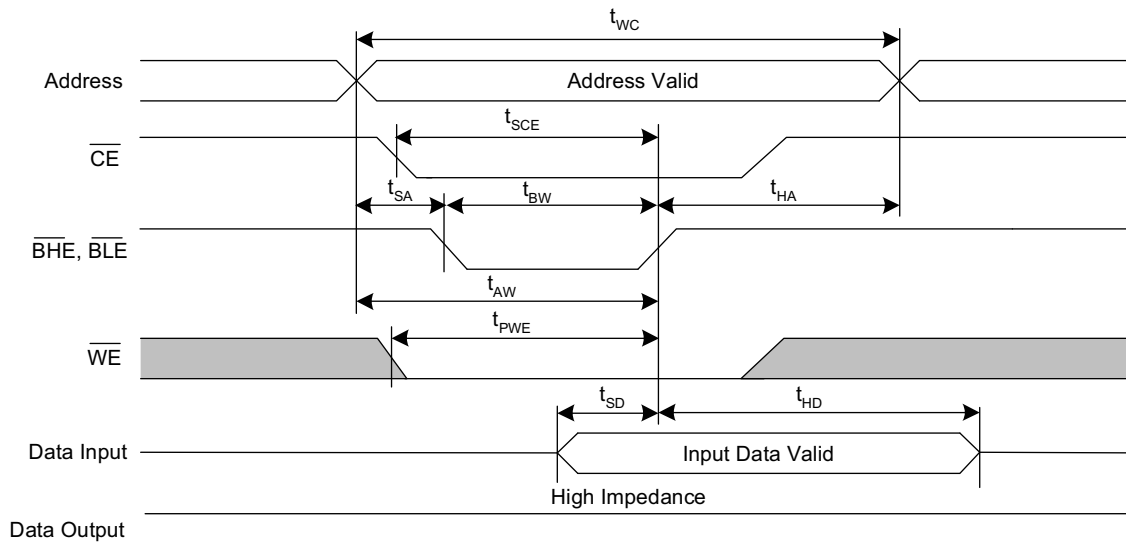 tWC
Address
Address Valid
tSCE
CE
tSA
tBW
tHA
BHE, BLE
tAW
tPWE
WE
tSD
tHD
Data Input
Input Data Valid
High Impedance
Data Output